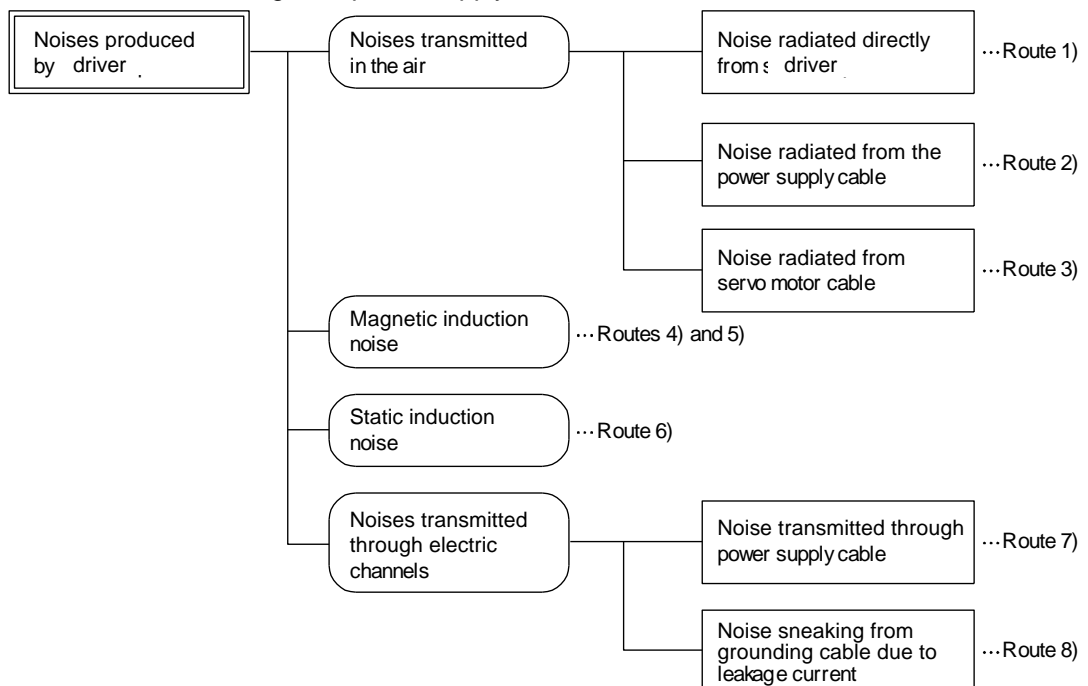 Noises produced
by driver
Noises transmitted
in the air
Noise radiated directly
from driver
...Route 1)
Noise radiated from the
power supply cable
...Route 2)
Noise radiated from
servo motor cable
...Route 3)
Magnetic induction
noise
...Routes 4) and 5)
Static induction
noise
...Route 6)
Noises transmitted
through electric
channels
Noise transmitted through
power supply cable
...Route 7)
Noise sneaking from
grounding cable due to
leakage current
...Route 8)